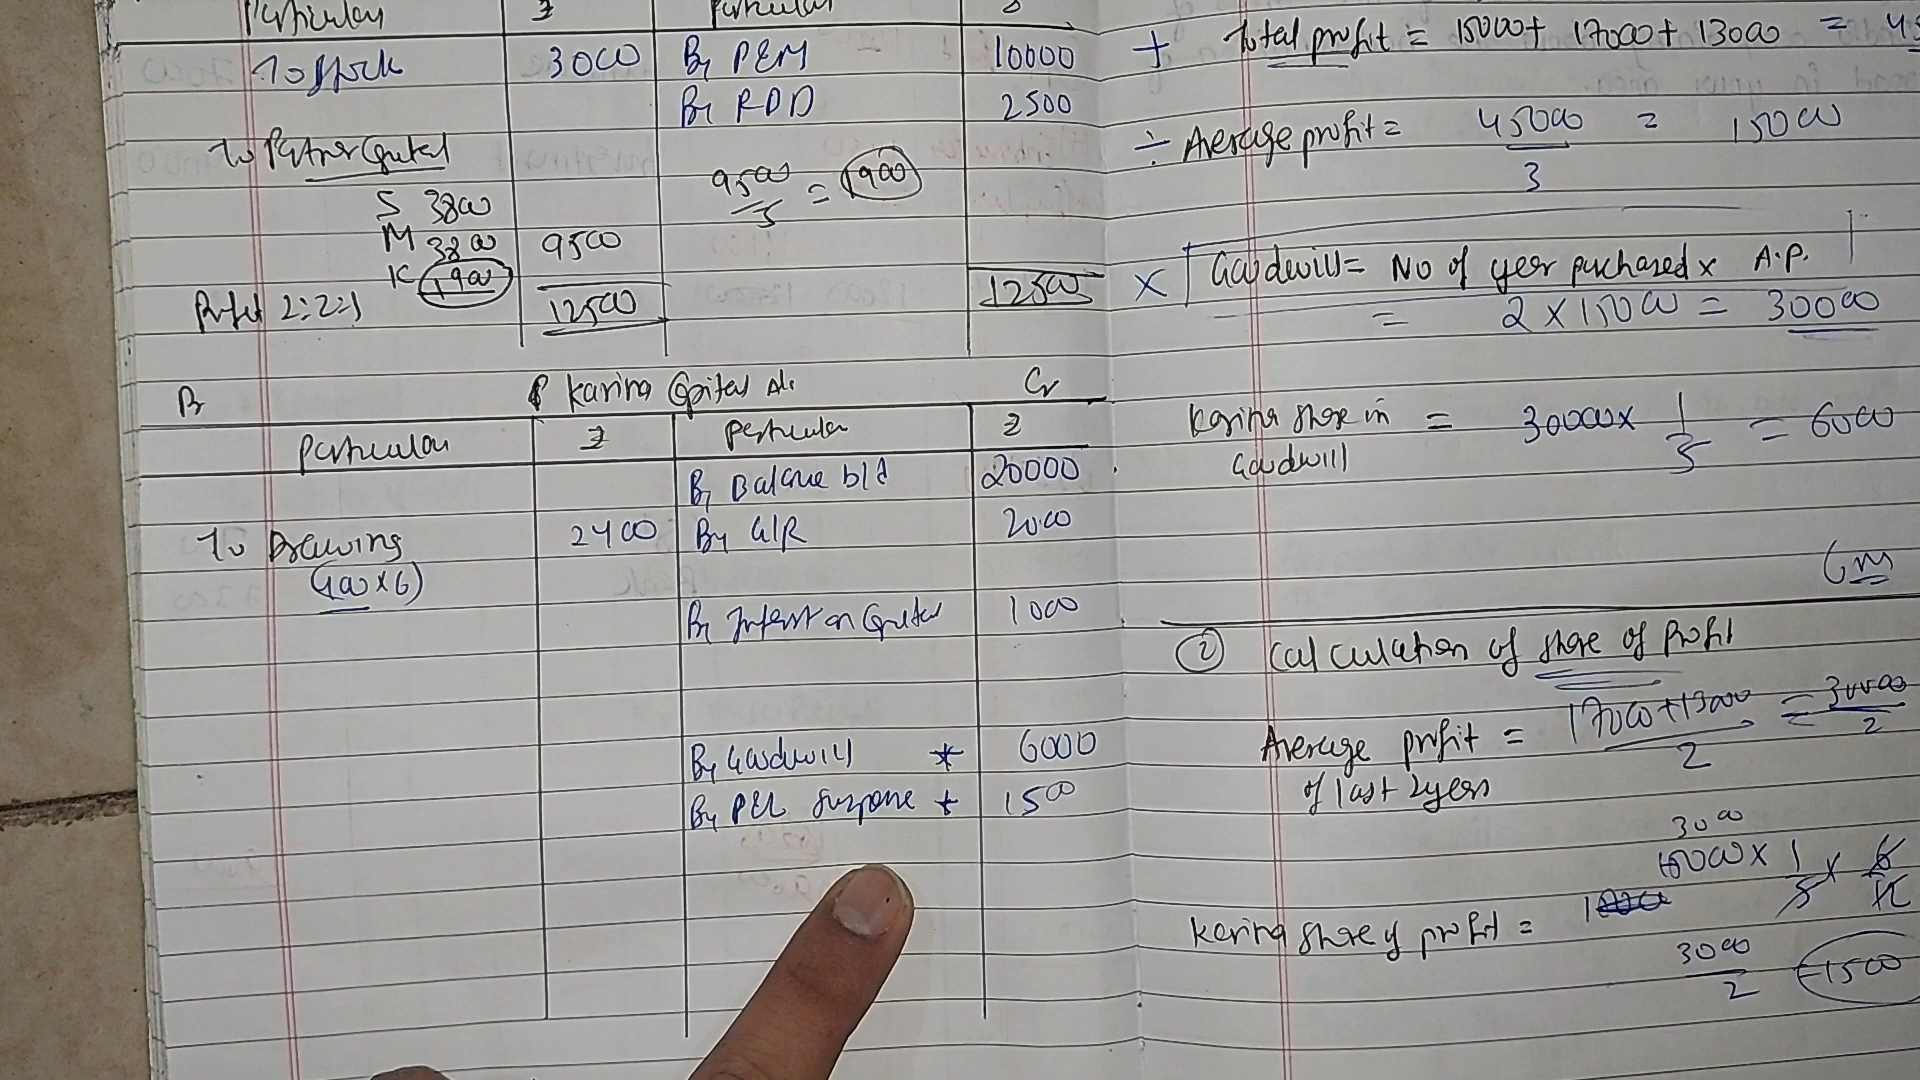 Particular ₹ Particular
To Stock 3000 By P&M 10000
By RDD 2500
To Partner Capital
S 3800
M 3800 9500
K 1900
9500/5 = 1900
Profit 2:2:1 12500 12500
Karina Capital A/c Cr
Particular ₹ Particular ₹
By Balance b/d 20000
To Drawing 2400 By G/R 2000
(400x6)
By Interest on Capital 1000
By Goodwill * 6000
By P&L Suspense * 1500
+ Total profit = 15000+ 17000+ 13000 =
÷ Average profit = 45000/3 = 15000
x Goodwill = No of year purchased x A.P.
= 2 x 15000 = 30000
Karina share in = 30000x 1/5 = 6000
Goodwill
6m
② Calculation of share of Profit
Average profit = 17000+13000/2 = 30000/2
of last 2years
3000
15000 x 1/5 x 6/12
Karina share of profit =
3000/2 =1500